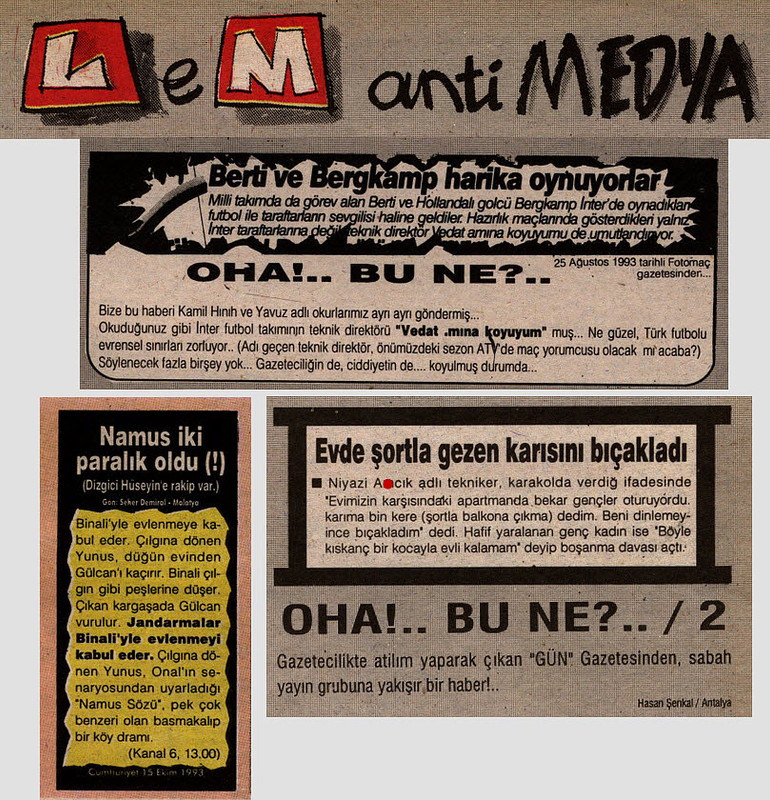 LeM anti MEDYA
Berti ve Bergkamp harika oynuyorlar
Milli takımda da görev alan Berti ve Hollandalı golcü Bergkamp İnter'de oynadıkları
futbol ile taraftarların sevgilisi haline geldiler. Hazırlık maçlarında gösterdikleri yalnız
İnter taraftarlarına değil teknik direktör Vedat amına koyuyumu de umutlandırıyor.
OHA!.. BU NE?..
25 Ağustos 1993 tarihli Fotomaç
gazetesinden...
Bize bu haberi Kamil Hınıh ve Yavuz adlı okurlarımız ayrı ayrı göndermiş...
Okuduğunuz gibi İnter futbol takımının teknik direktörü "Vedat .mına koyuyum" muş... Ne güzel, Türk futbolu
evrensel sınırları zorluyor.. (Adı geçen teknik direktör, önümüzdeki sezon ATV'de maç yorumcusu olacak mı acaba?)
Söylenecek fazla birşey yok... Gazeteciliğin de, ciddiyetin de.... koyulmuş durumda...
Namus iki
paralık oldu (!)
(Dizgici Hüseyin'e rakip var.)
Gön: Seher Demirel - Malatya
Binali'yle evlenmeye ka-
bul eder. Çılgına dönen
Yunus, düğün evinden
Gülcan'ı kaçırır. Binali çıl-
gın gibi peşlerine düşer.
Çıkan kargaşada Gülcan
vurulur. Jandarmalar
Binali'yle evlenmeyi
kabul eder. Çılgına dö-
nen Yunus, Önal'ın se-
naryosundan uyarladığı
"Namus Sözü", pek çok
benzeri olan basmakalıp
bir köy dramı.
(Kanal 6, 13.00)
Cumhuriyet 15 Ekim 1993
Evde şortla gezen karısını bıçakladı
■ Niyazi A cık adlı tekniker, karakolda verdiğ ifadesinde
"Evimizin karşısındaki apartmanda bekar gençler oturuyordu.
karıma bin kere (şortla balkona çıkma) dedim. Beni dinlemey-
ince bıçakladım" dedi. Hafif yaralanan genç kadın ise "Böyle
kıskanç bir kocayla evli kalamam" deyip boşanma davası açtı.
OHA!.. BU NE?.. / 2
Gazetecilikte atılım yaparak çıkan "GÜN" Gazetesinden, sabah
yayın grubuna yakışır bir haber!..
Hasan Şenkal / Antalya